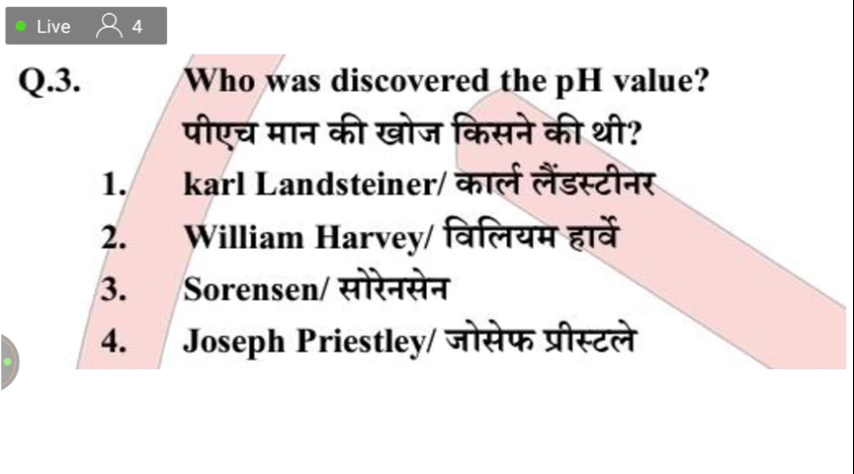 Live 4
Q.3. Who was discovered the pH value?
पीएच मान की खोज किसने की थी?
1. karl Landsteiner/ कार्ल लैंडस्टीनर
2. William Harvey/ विलियम हार्वे
3. Sorensen/ सोरेनसेन
4. Joseph Priestley/ जोसेफ प्रीस्टले